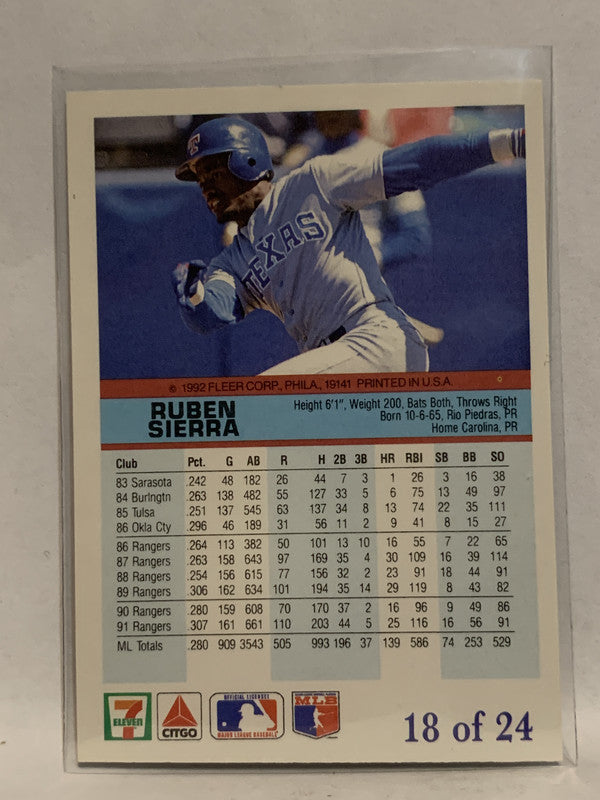 T
TEXAS
© 1992 FLEER CORP., PHILA., 19141 PRINTED IN U.S.A.
RUBEN
SIERRA
Height 6'1", Weight 200, Bats Both, Throws Right
Born 10-6-65, Rio Piedras, PR
Home Carolina, PR
Club Pct. G AB R H 2B 3B HR RBI SB BB SO
83 Sarasota .242 48 182 26 44 7 3 1 26 3 16 38
84 Burlngtn .263 138 482 55 127 33 5 6 75 13 49 97
85 Tulsa .251 137 545 63 137 34 8 13 74 22 35 111
86 Okla Cty .296 46 189 31 56 11 2 9 41 8 15 27
86 Rangers .264 113 382 50 101 13 10 16 55 7 22 65
87 Rangers .263 158 643 97 169 35 4 30 109 16 39 114
88 Rangers .254 156 615 77 156 32 2 23 91 18 44 91
89 Rangers .306 162 634 101 194 35 14 29 119 8 43 82
90 Rangers .280 159 608 70 170 37 2 16 96 9 49 86
91 Rangers .307 161 661 110 203 44 5 25 116 16 56 91
ML Totals .280 909 3543 505 993 196 37 139 586 74 253 529
7
ELEVEN
CITGO
OFFICIAL LICENSEE
MAJOR LEAGUE BASEBALL
MLB
18 of 24